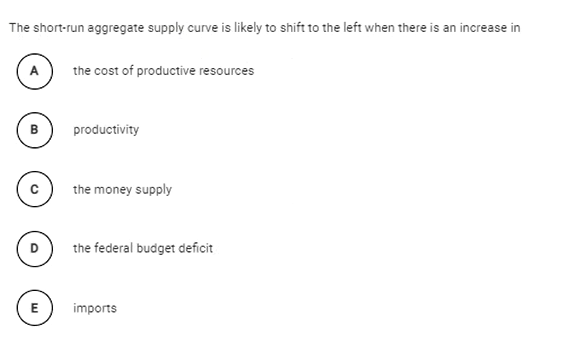 The short-run aggregate supply curve is likely to shift to the left when there is an increase in
A the cost of productive resources
B productivity
C the money supply
D the federal budget deficit
E imports